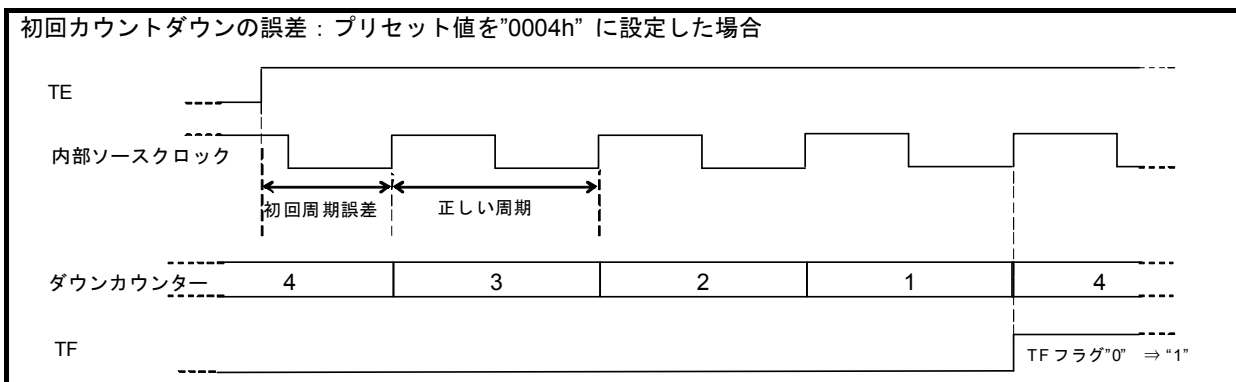 初回カウントダウンの誤差：プリセット値を"0004h" に設定した場合
TE
内部ソースクロック
初回周期誤差
正しい周期
ダウンカウンター 4 3 2 1 4
TF
TFフラグ"0" ⇒ "1"